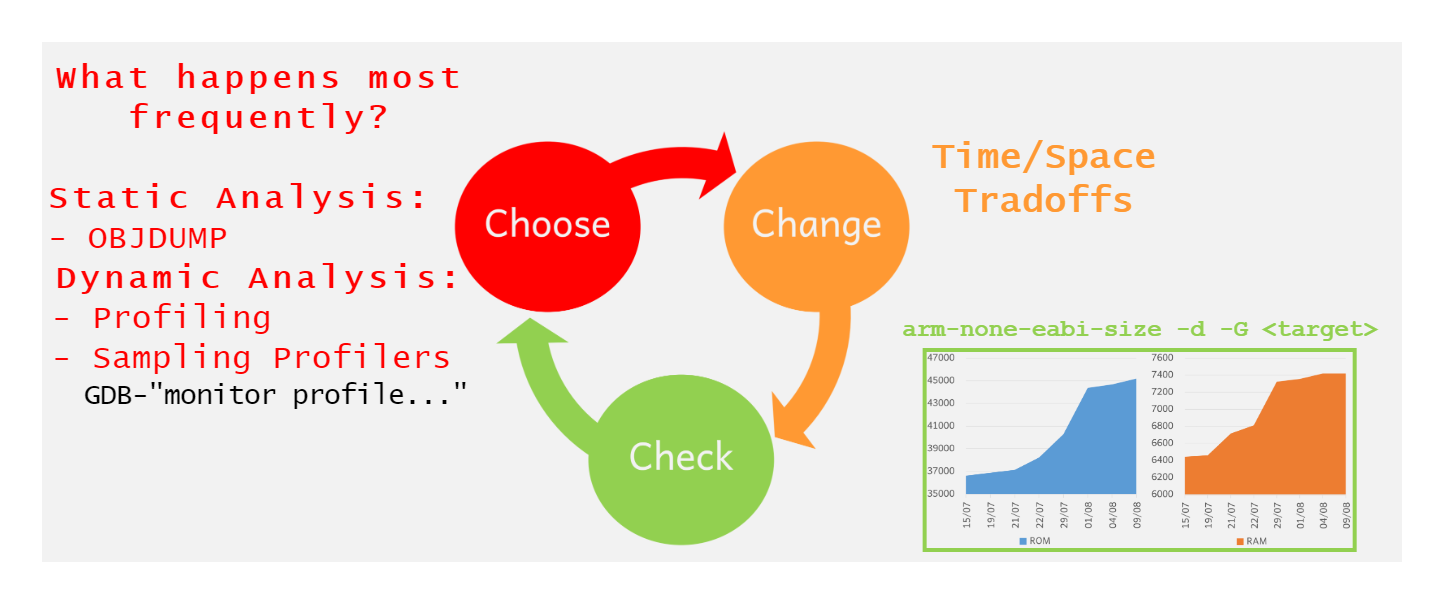 What happens most
frequently?
Static Analysis:
- OBJDUMP
Dynamic Analysis:
- Profiling
- Sampling Profilers
GDB-"monitor profile..."
Choose
Change
Check
Time/Space
Tradoffs
arm-none-eabi-size -d -G <target>
47000
45000
43000
41000
39000
37000
35000
15/07
19/07
21/07
22/07
29/07
01/08
04/08
09/08
ROM
7600
7400
7200
7000
6800
6600
6400
6200
6000
15/07
19/07
21/07
22/07
29/07
01/08
04/08
09/08
RAM